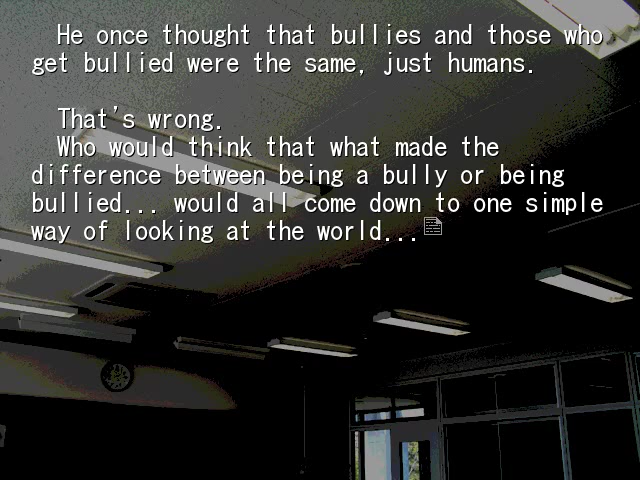 He once thought that bullies and those who
get bullied were the same, just humans.
That's wrong.
Who would think that what made the
difference between being a bully or being
bullied... would all come down to one simple
way of looking at the world...